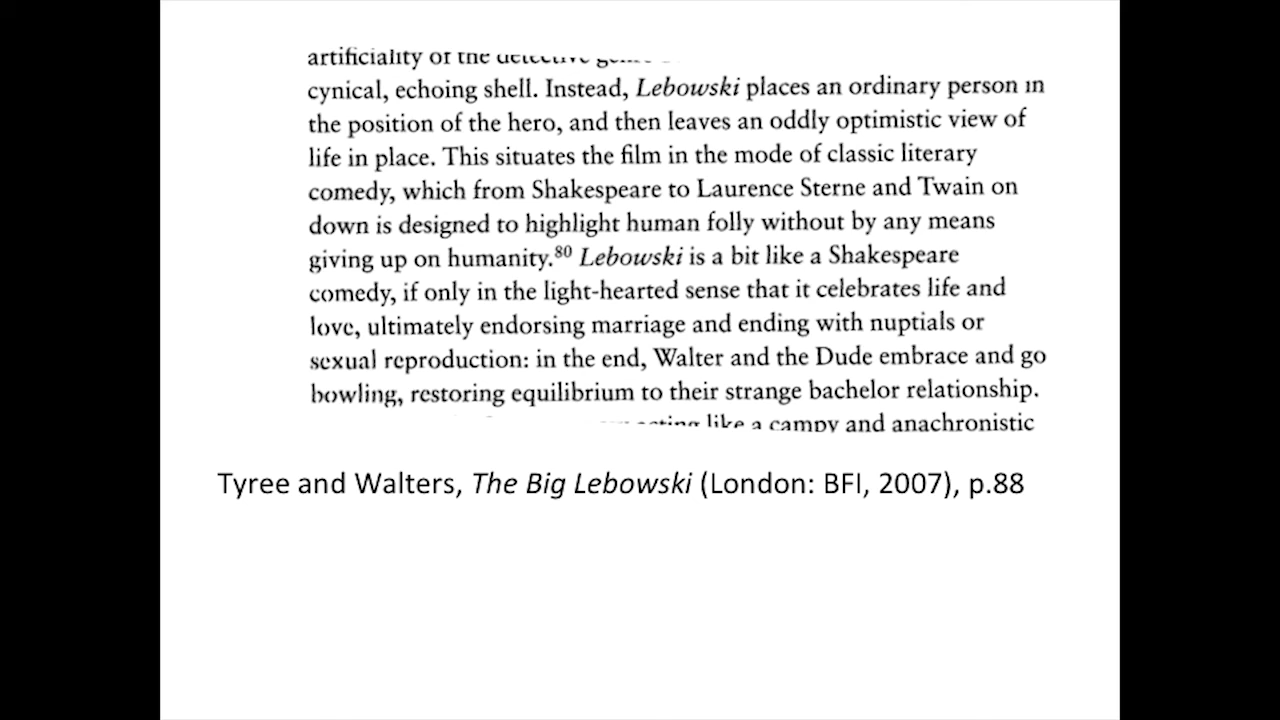 artificiality of the detective
cynical, echoing shell. Instead, Lebowski places an ordinary person in
the position of the hero, and then leaves an oddly optimistic view of
life in place. This situates the film in the mode of classic literary
comedy, which from Shakespeare to Laurence Sterne and Twain on
down is designed to highlight human folly without by any means
giving up on humanity.80 Lebowski is a bit like a Shakespeare
comedy, if only in the light-hearted sense that it celebrates life and
love, ultimately endorsing marriage and ending with nuptials or
sexual reproduction: in the end, Walter and the Dude embrace and go
bowling, restoring equilibrium to their strange bachelor relationship.
like a campy and anachronistic
Tyree and Walters, The Big Lebowski (London: BFI, 2007), p.88